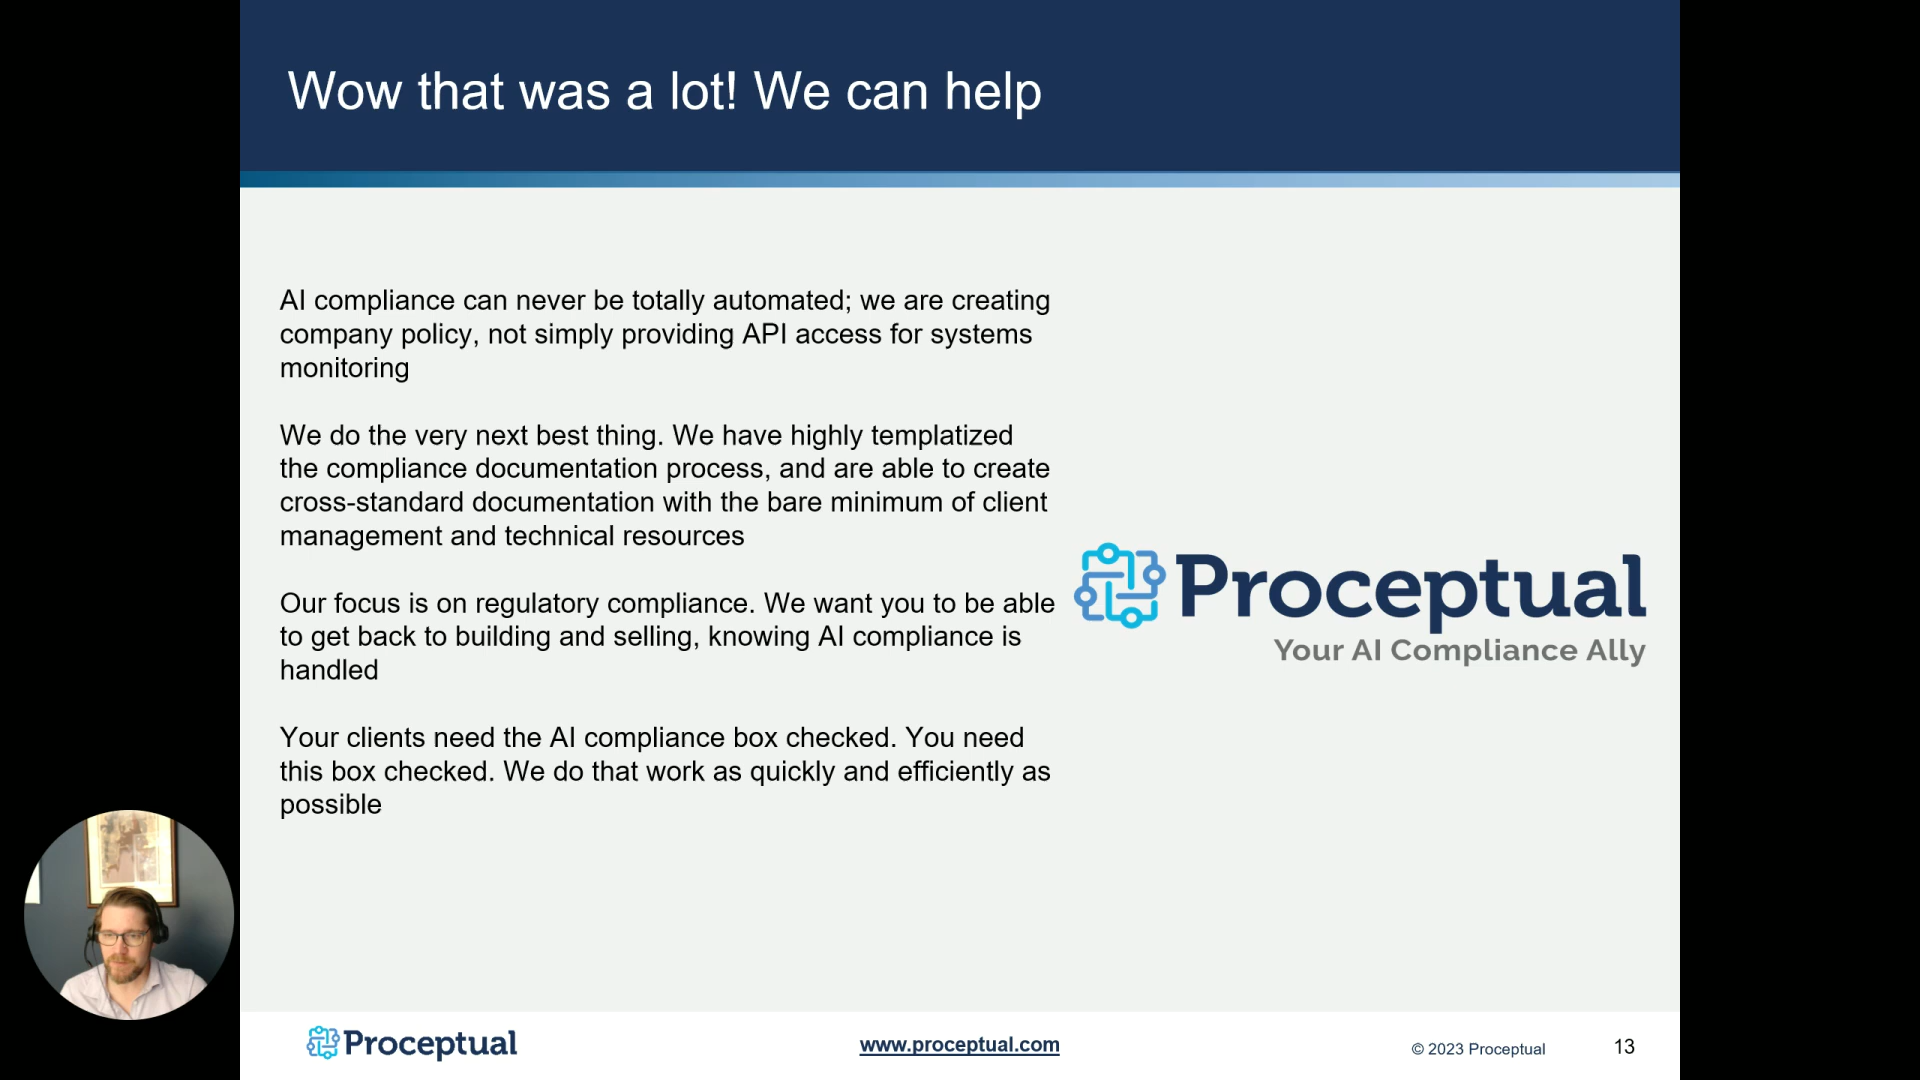 Wow that was a lot! We can help
AI compliance can never be totally automated; we are creating
company policy, not simply providing API access for systems
monitoring
We do the very next best thing. We have highly templatized
the compliance documentation process, and are able to create
cross-standard documentation with the bare minimum of client
management and technical resources
Our focus is on regulatory compliance. We want you to be able
to get back to building and selling, knowing AI compliance is
handled
Your clients need the AI compliance box checked. You need
this box checked. We do that work as quickly and efficiently as
possible
Proceptual
Your AI Compliance Ally
Proceptual
www.proceptual.com
© 2023 Proceptual
13